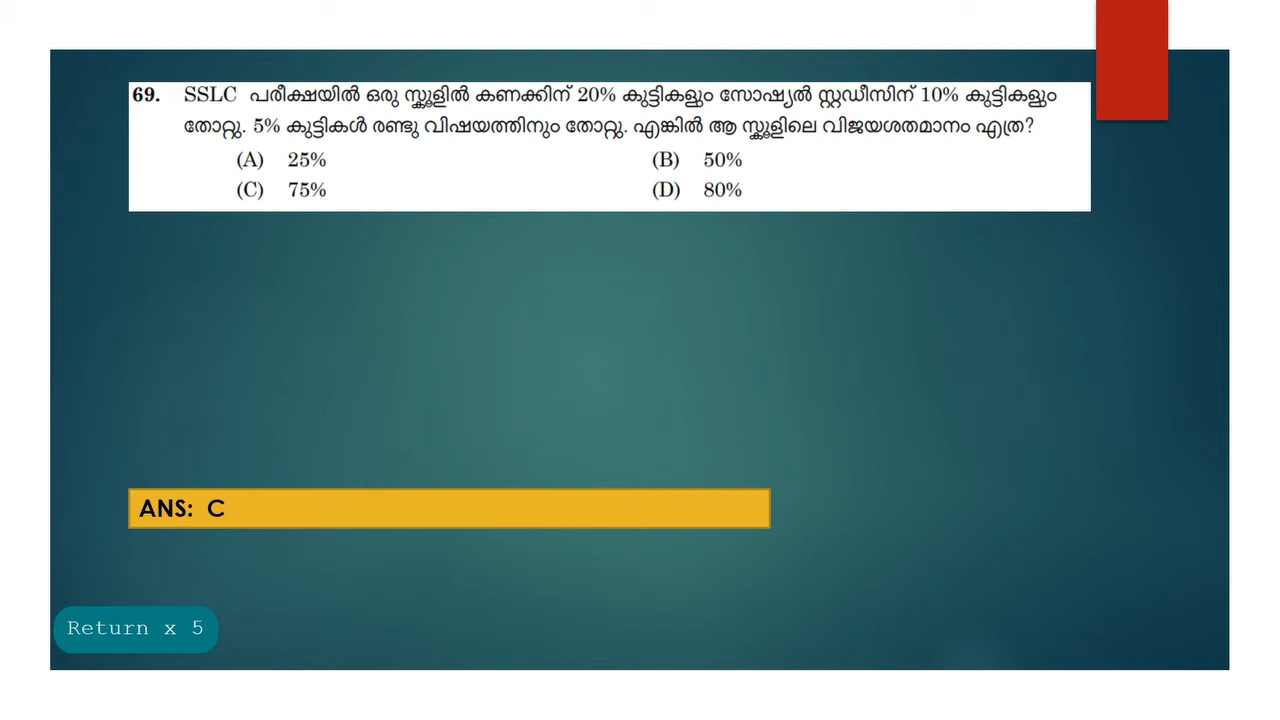 69. SSLC പരീക്ഷയിൽ ഒരു സ്കൂളിൽ കണക്കിന് 20% കുട്ടികളും സോഷ്യൽ സ്റ്റഡീസിന് 10% കുട്ടികളും
തോറ്റു. 5% കുട്ടികൾ രണ്ടു വിഷയത്തിനും തോറ്റു. എങ്കിൽ ആ സ്കൂളിലെ വിജയശതമാനം എത്ര?
(A) 25% (B) 50%
(C) 75% (D) 80%
ANS: C
Return x 5